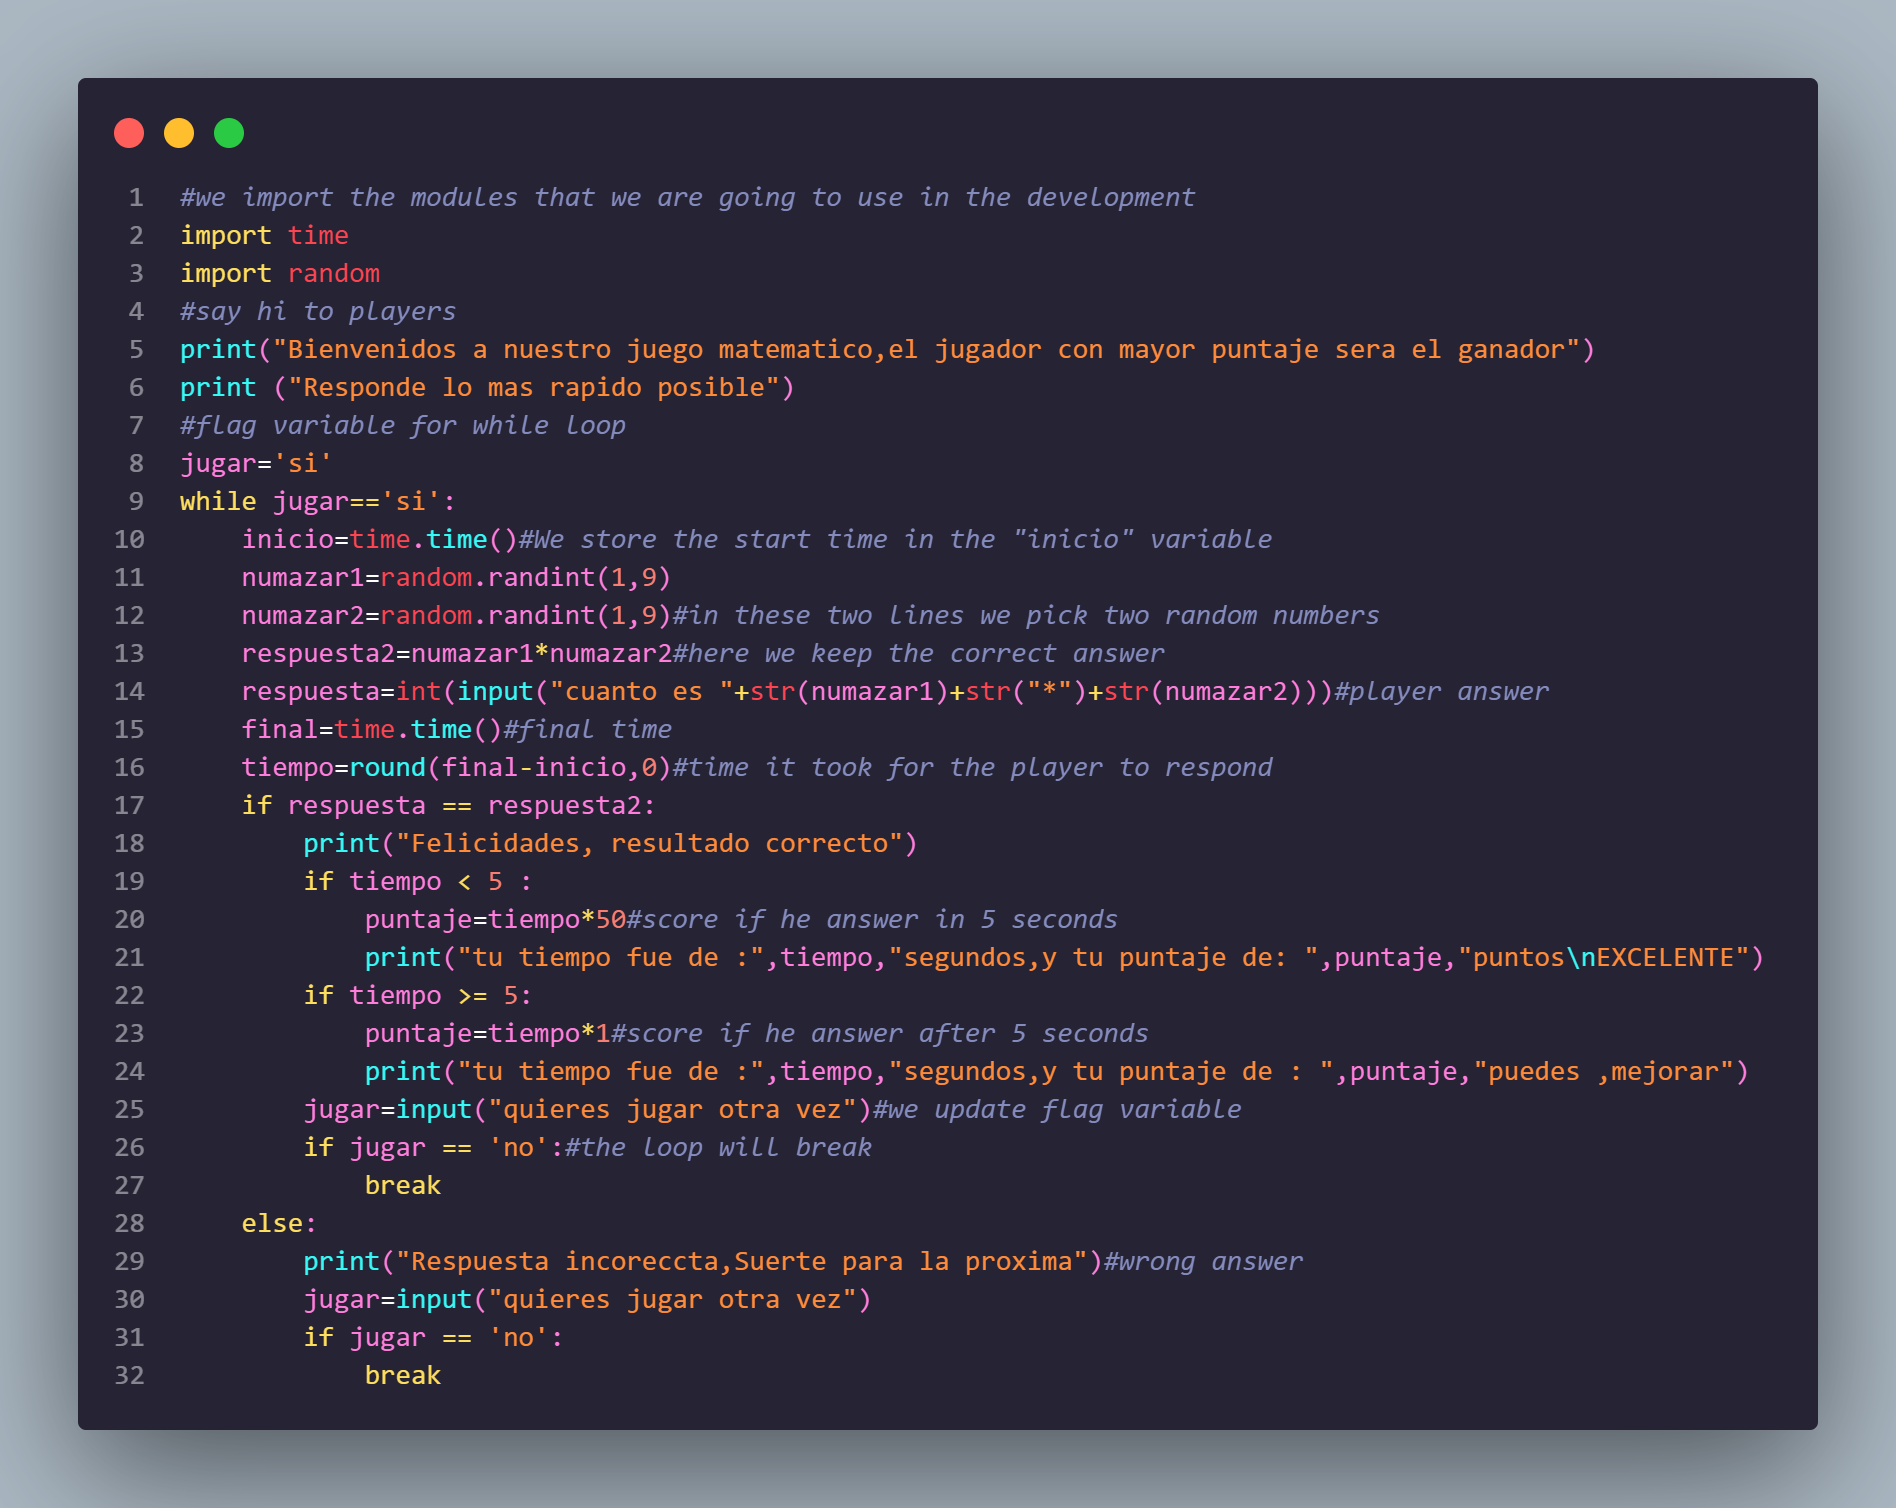 1 #we import the modules that we are going to use in the development
2 import time
3 import random
4 #say hi to players
5 print("Bienvenidos a nuestro juego matematico,el jugador con mayor puntaje sera el ganador")
6 print ("Responde lo mas rapido posible")
7 #flag variable for while loop
8 jugar='si'
9 while jugar=='si':
10     inicio=time.time()#We store the start time in the "inicio" variable
11     numazar1=random.randint(1,9)
12     numazar2=random.randint(1,9)#in these two lines we pick two random numbers
13     respuesta2=numazar1*numazar2#here we keep the correct answer
14     respuesta=int(input("cuanto es "+str(numazar1)+str("*")+str(numazar2)))#player answer
15     final=time.time()#final time
16     tiempo=round(final-inicio,0)#time it took for the player to respond
17     if respuesta == respuesta2:
18         print("Felicidades, resultado correcto")
19         if tiempo < 5 :
20             puntaje=tiempo*50#score if he answer in 5 seconds
21             print("tu tiempo fue de :",tiempo,"segundos,y tu puntaje de: ",puntaje,"puntos\nEXCELENTE")
22         if tiempo >= 5:
23             puntaje=tiempo*1#score if he answer after 5 seconds
24             print("tu tiempo fue de :",tiempo,"segundos,y tu puntaje de : ",puntaje,"puedes ,mejorar")
25         jugar=input("quieres jugar otra vez")#we update flag variable
26         if jugar == 'no':#the loop will break
27             break
28     else:
29         print("Respuesta incoreccta,Suerte para la proxima")#wrong answer
30         jugar=input("quieres jugar otra vez")
31         if jugar == 'no':
32             break